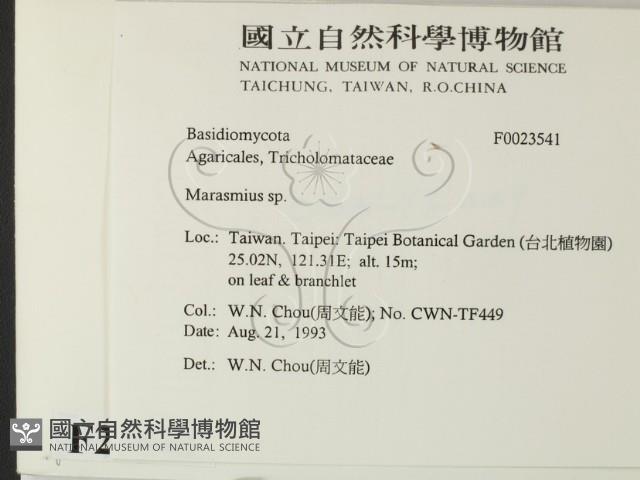 國立自然科學博物館
NATIONAL MUSEUM OF NATURAL SCIENCE
TAICHUNG, TAIWAN, R.O.CHINA
Basidiomycota F0023541
Agaricales, Tricholomataceae
Marasmius sp.
Loc.: Taiwan. Taipei: Taipei Botanical Garden (台北植物園)
25.02N, 121.31E; alt. 15m;
on leaf & branchlet
Col.: W.N. Chou(周文能); No. CWN-TF449
Date: Aug. 21, 1993
Det.: W.N. Chou(周文能)
F2
國立自然科學博物館
NATIONAL MUSEUM OF NATURAL SCIENCE